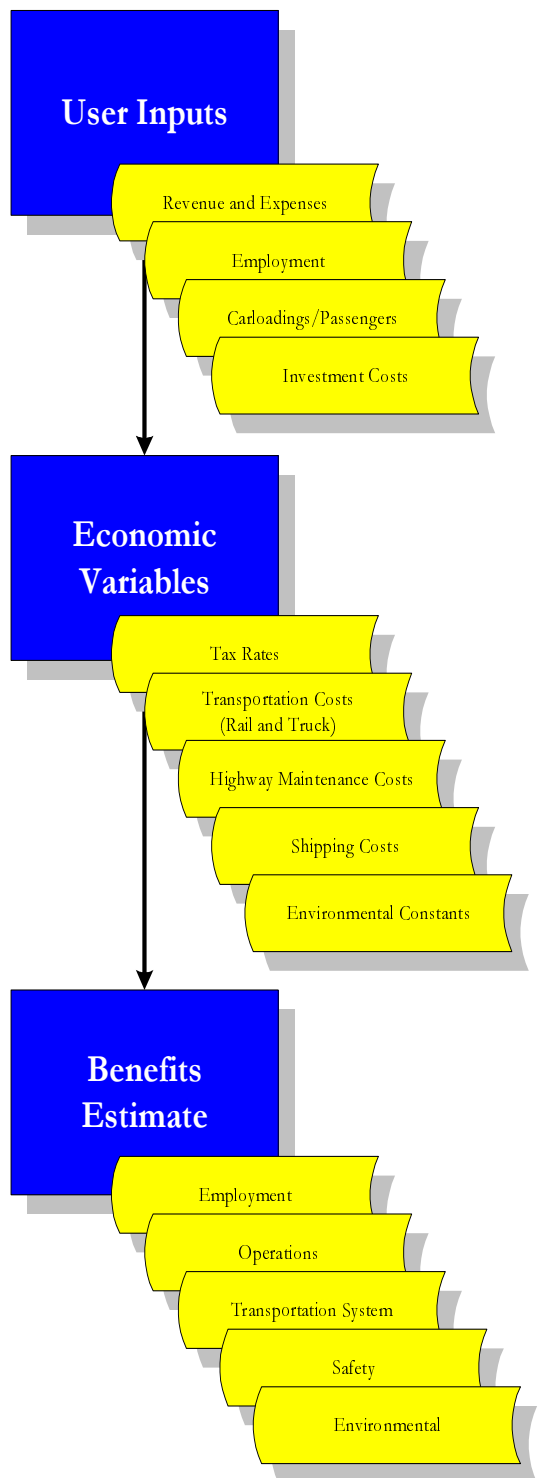 User Inputs
Revenue and Expenses
Employment
Carloadings/Passengers
Investment Costs
Economic
Variables
Tax Rates
Transportation Costs
(Rail and Truck)
Highway Maintenance Costs
Shipping Costs
Environmental Constants
Benefits
Estimate
Employment
Operations
Transportation System
Safety
Environmental